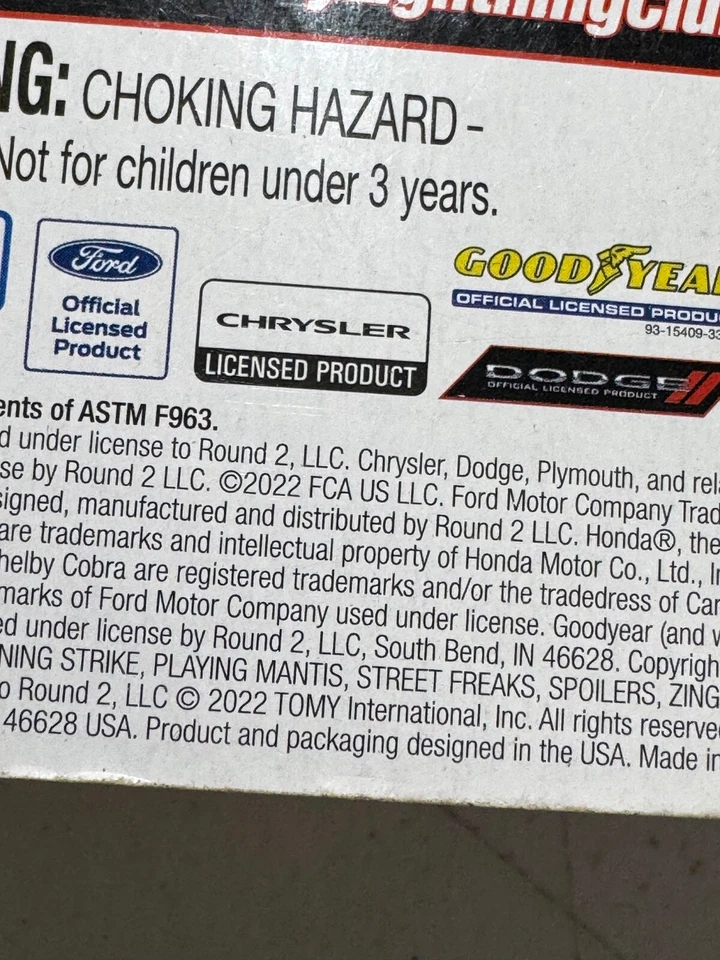 NG: CHOKING HAZARD -
Not for children under 3 years.
Ford
Official
Licensed
Product
CHRYSLER
LICENSED PRODUCT
GOODYEA
OFFICIAL LICENSED PRODU
93-15409-33
DODGE
OFFICIAL LICENSED PRODUCT
ents of ASTM F963.
d under license to Round 2, LLC. Chrysler, Dodge, Plymouth, and rela
se by Round 2 LLC. ©2022 FCA US LLC. Ford Motor Company Trad
signed, manufactured and distributed by Round 2 LLC. Honda®, the
are trademarks and intellectual property of Honda Motor Co., Ltd., I
helby Cobra are registered trademarks and/or the tradedress of Car
marks of Ford Motor Company used under license. Goodyear (and w
ed under license by Round 2, LLC, South Bend, IN 46628. Copyrigh
NING STRIKE, PLAYING MANTIS, STREET FREAKS, SPOILERS, ZING
o Round 2, LLC © 2022 TOMY International, Inc. All rights reserve
46628 USA. Product and packaging designed in the USA. Made in